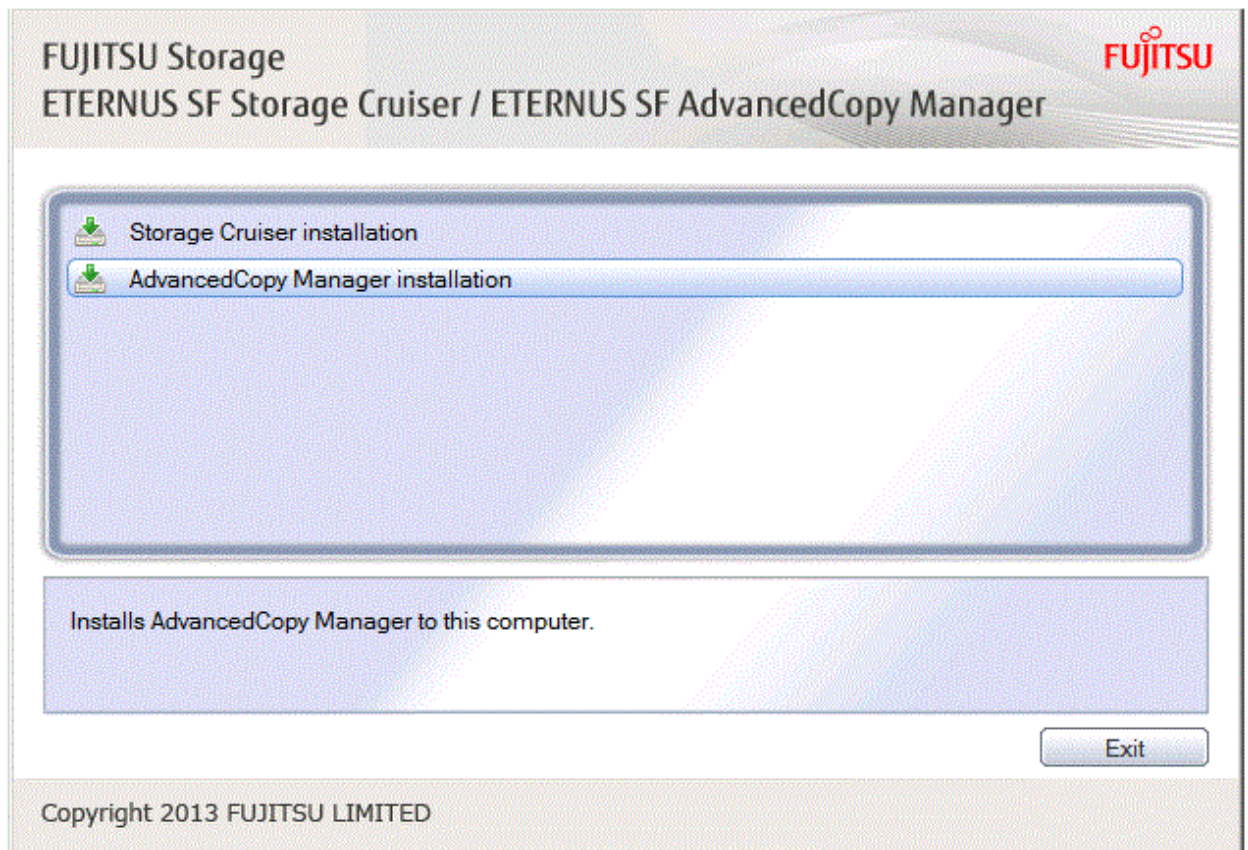 FUJITSU Storage
FUJITSU
ETERNUS SF Storage Cruiser / ETERNUS SF AdvancedCopy Manager
Storage Cruiser installation
AdvancedCopy Manager installation
Installs AdvancedCopy Manager to this computer.
Exit
Copyright 2013 FUJITSU LIMITED